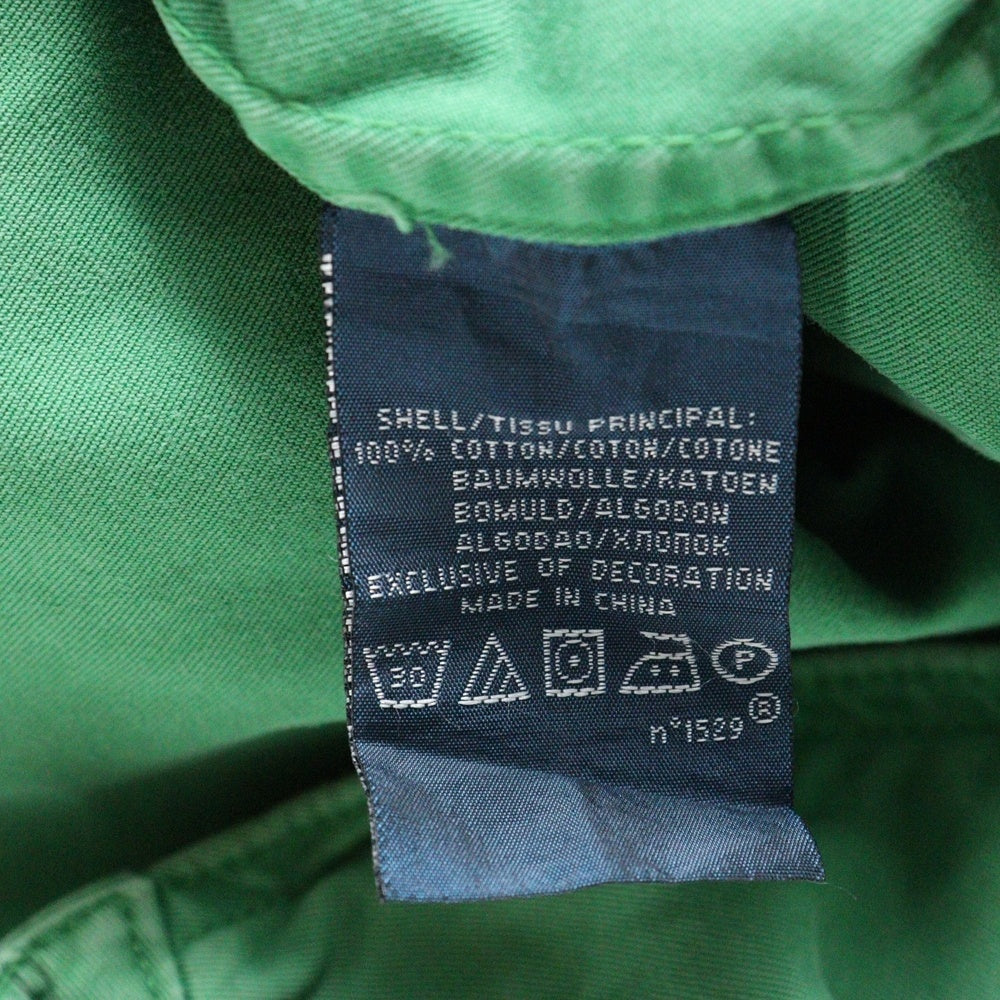 SHELL/TISSU PRINCIPAL:
100% COTTON/COTON/COTONE
BAUMWOLLE/KATOEN
BOMULD/ALGODON
ALGODAO/ХЛОПОК
EXCLUSIVE OF DECORATION
MADE IN CHINA
30 P
n°1529 ®